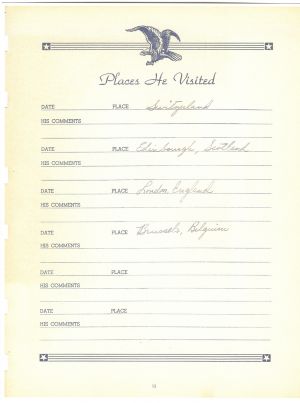 Places He Visited
DATE PLACE Switzerland
HIS COMMENTS
DATE PLACE Edinbourgh, Scotland
HIS COMMENTS
DATE PLACE London, England
HIS COMMENTS
DATE PLACE Brussels, Belgium
HIS COMMENTS
DATE PLACE
HIS COMMENTS
DATE PLACE
HIS COMMENTS